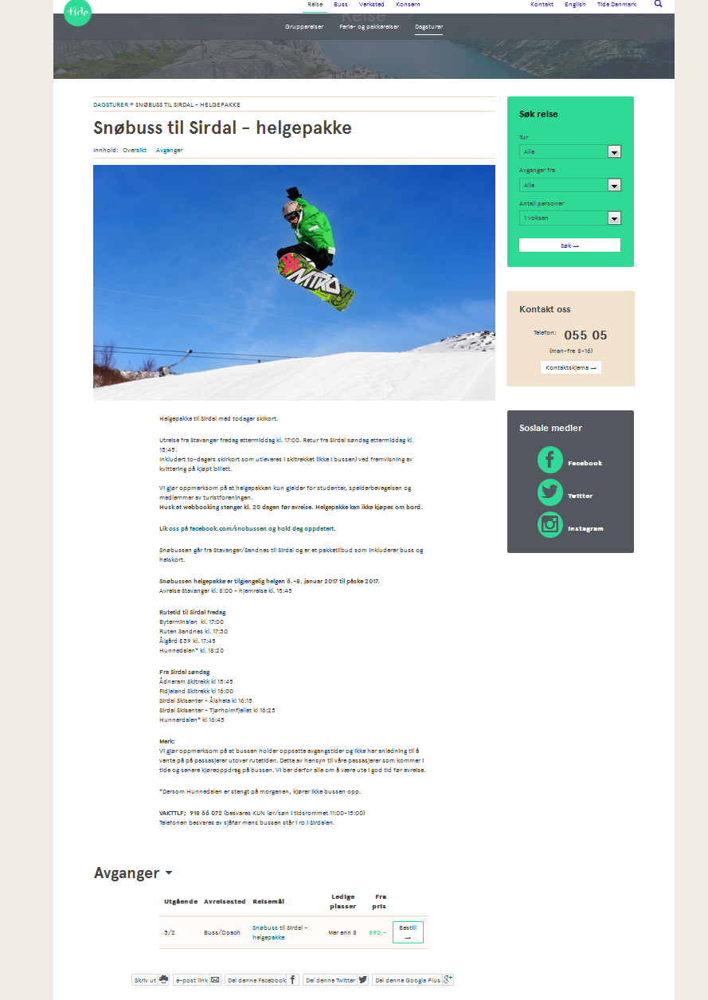 tide
Reise Buss Verksted Konsern
Kontakt English Tide Danmark
Reise
Gruppereiser Ferie- og pakkereiser Dagsturer
DAGSTURER » SNØBUSS TIL SIRDAL - HELGEPAKKE
Snøbuss til Sirdal - helgepakke
Innhold: Oversikt Avganger
NITRO
Helgepakke til Sirdal med todager skikort.
Utreise fra Stavanger fredag ettermiddag kl. 17:00. Retur fra Sirdal søndag ettermiddag kl.
15:45.
Inkludert to-dagers skirkort som utleveres i skitrekket (ikke i bussen) ved fremvisning av
kvittering på kjøpt billett.
Vi gjør oppmerksom på at helgepakken kun gjelder for studenter, speiderbevegelsen og
medlemmer av turistforeningen.
Husk at webbooking stenger kl. 20 dagen før avreise. Helgepakke kan ikke kjøpes om bord.
Lik oss på facebook.com/snobussen og hold deg oppdatert.
Snøbussen går fra Stavanger/Sandnes til Sirdal og er et pakketilbud som inkluderer buss og
heiskort.
Snøbussen helgepakke er tilgjengelig helgen 6.-8. januar 2017 til påske 2017.
Avreise Stavanger kl. 8:00 - hjemreise kl. 15:45
Rutetid til Sirdal fredag
Byterminalen kl. 17:00
Ruten Sandnes kl. 17:30
Ålgård E39 kl. 17:45
Hunnedalen* kl. 18:20
Fra Sirdal søndag
Ådneram Skitrekk kl 15:45
Fidjeland Skitrekk kl 16:00
Sirdal Skisenter - Ålsheia kl 16:15
Sirdal Skisenter - Tjørholmfjellet kl 16:25
Hunnerdalen* kl 16:45
Merk:
Vi gjør oppmerksom på at bussen holder oppsatte avgangstider og ikke har anledning til å
vente på på passasjerer utover rutetiden. Dette av hensyn til våre passasjerer som kommer i
tide og senere kjøreoppdrag på bussen. Vi ber derfor alle om å være ute i god tid før avreise.
*Dersom Hunnedalen er stengt på morgenen, kjører ikke bussen opp.
VAKTTLF; 918 66 072 (besvares KUN lør/søn i tidsrommet 11:00-15:00)
Telefonen besvares av sjåfør mens bussen står i ro i Sirdalen.
Avganger
Utgående Avreisested Reisemål Ledige plasser Fra pris
3/2 Buss/Coach Snøbuss til Sirdal - helgepakke Mer enn 8 890,- Bestill →
Skriv ut e-post link Del denne Facebook Del denne Twitter Del denne Google Plus
Søk reise
Tur
Alle
Avganger fra
Alle
Antall personer
1 voksen
Søk →
Kontakt oss
Telefon: 055 05
(man-fre 8-16)
Kontaktskjema →
Sosiale medier
Facebook
Twitter
Instagram